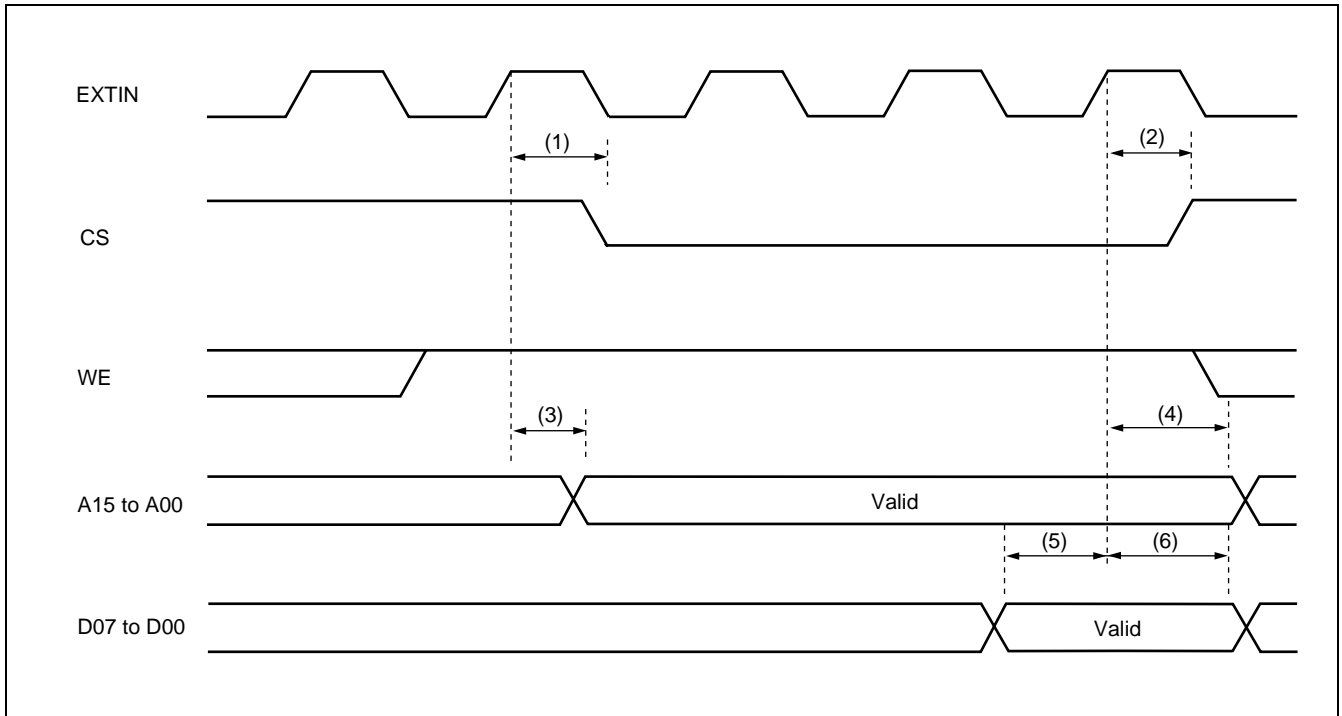 EXTIN
(1)
(2)
CS
WE
(3)
(4)
A15 to A00
Valid
(5)
(6)
D07 to D00
Valid